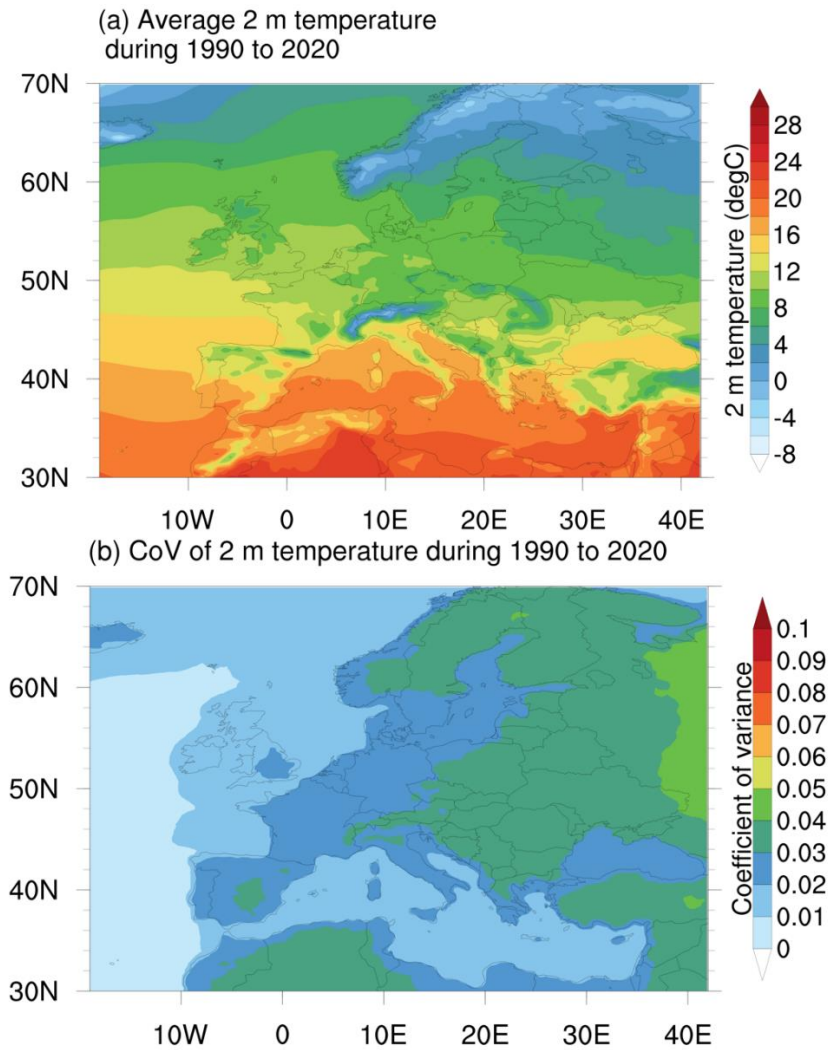 (a) Average 2 m temperature
during 1990 to 2020
70N
60N
50N
40N
30N
10W 0 10E 20E 30E 40E
28
24
20
16
12
8
4
0
-4
-8
2 m temperature (degC)
(b) CoV of 2 m temperature during 1990 to 2020
70N
60N
50N
40N
30N
10W 0 10E 20E 30E 40E
0.1
0.09
0.08
0.07
0.06
0.05
0.04
0.03
0.02
0.01
0
Coefficient of variance